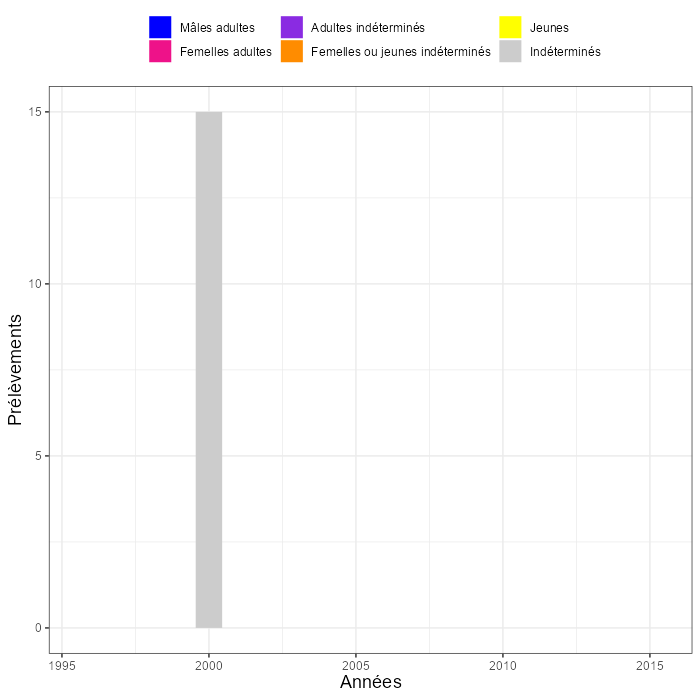 Mâles adultes
Adultes indéterminés
Jeunes
Femelles adultes
Femelles ou jeunes indéterminés
Indéterminés
15
10
5
0
Prélèvements
1995
2000
2005
2010
2015
Années